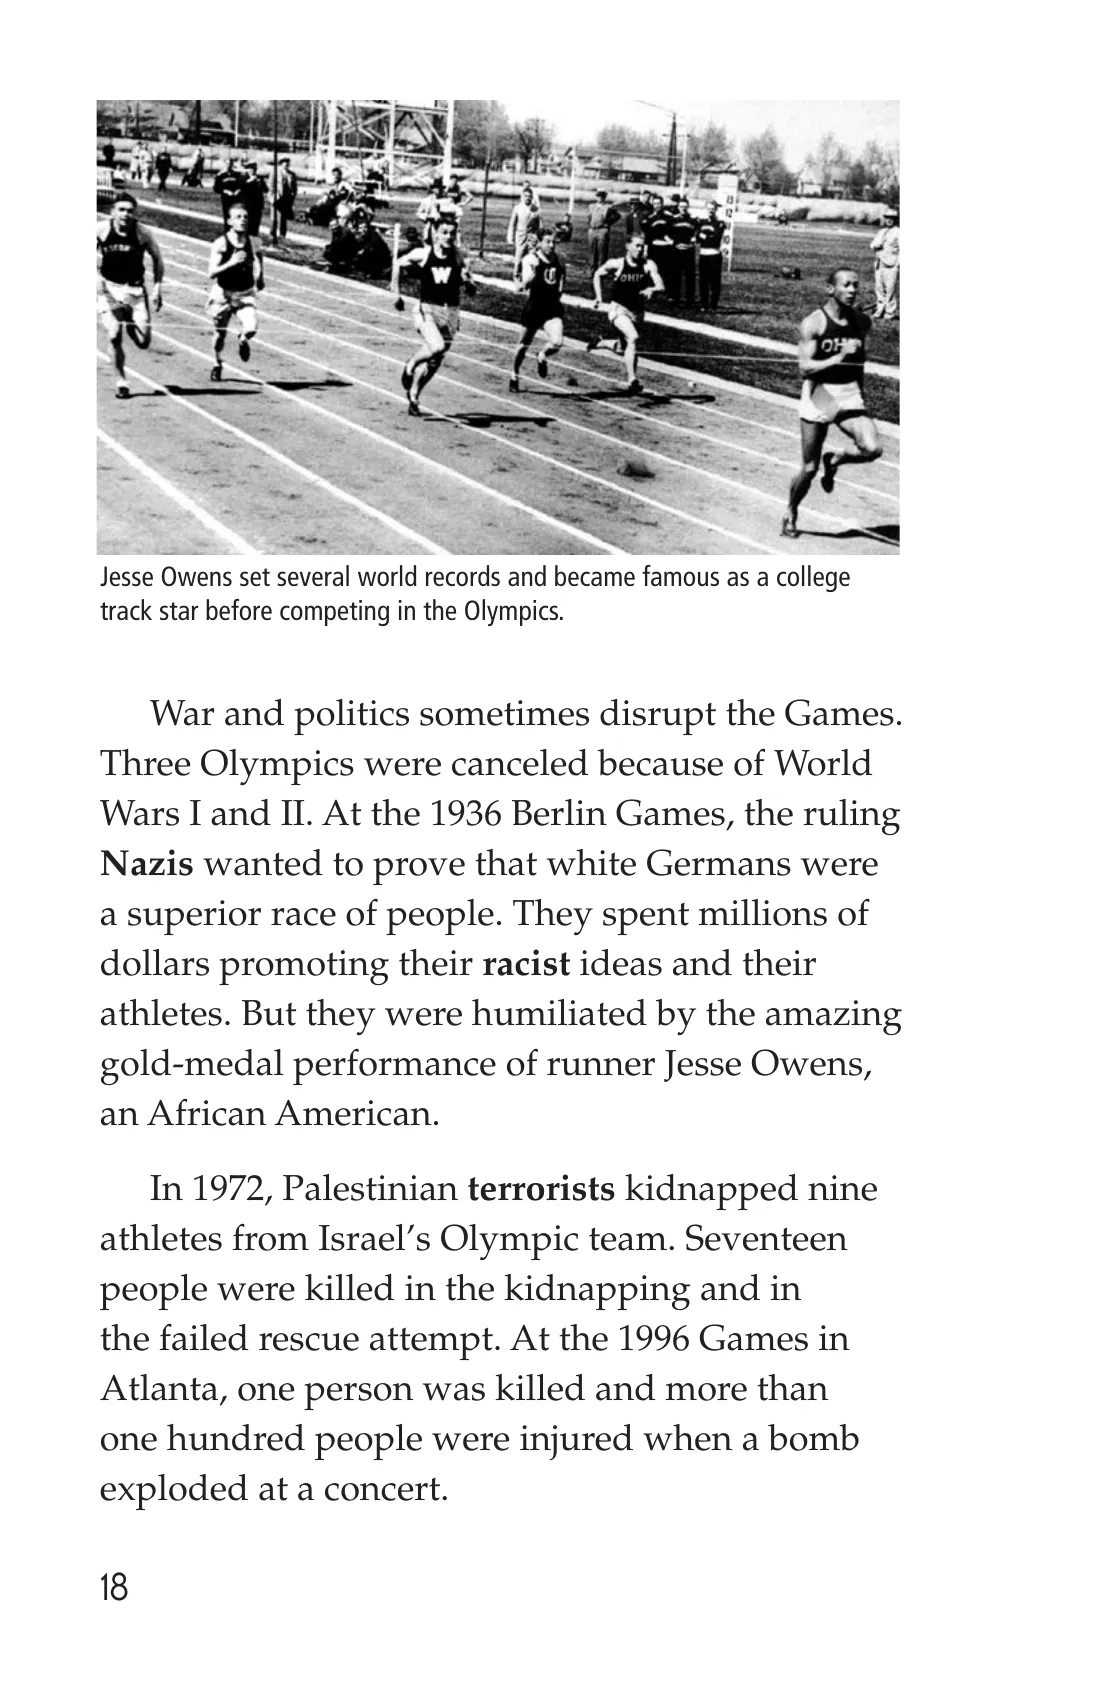 W
C
OHIO
OHIO
Jesse Owens set several world records and became famous as a college
track star before competing in the Olympics.
War and politics sometimes disrupt the Games.
Three Olympics were canceled because of World
Wars I and II. At the 1936 Berlin Games, the ruling
Nazis wanted to prove that white Germans were
a superior race of people. They spent millions of
dollars promoting their racist ideas and their
athletes. But they were humiliated by the amazing
gold-medal performance of runner Jesse Owens,
an African American.
In 1972, Palestinian terrorists kidnapped nine
athletes from Israel’s Olympic team. Seventeen
people were killed in the kidnapping and in
the failed rescue attempt. At the 1996 Games in
Atlanta, one person was killed and more than
one hundred people were injured when a bomb
exploded at a concert.
18